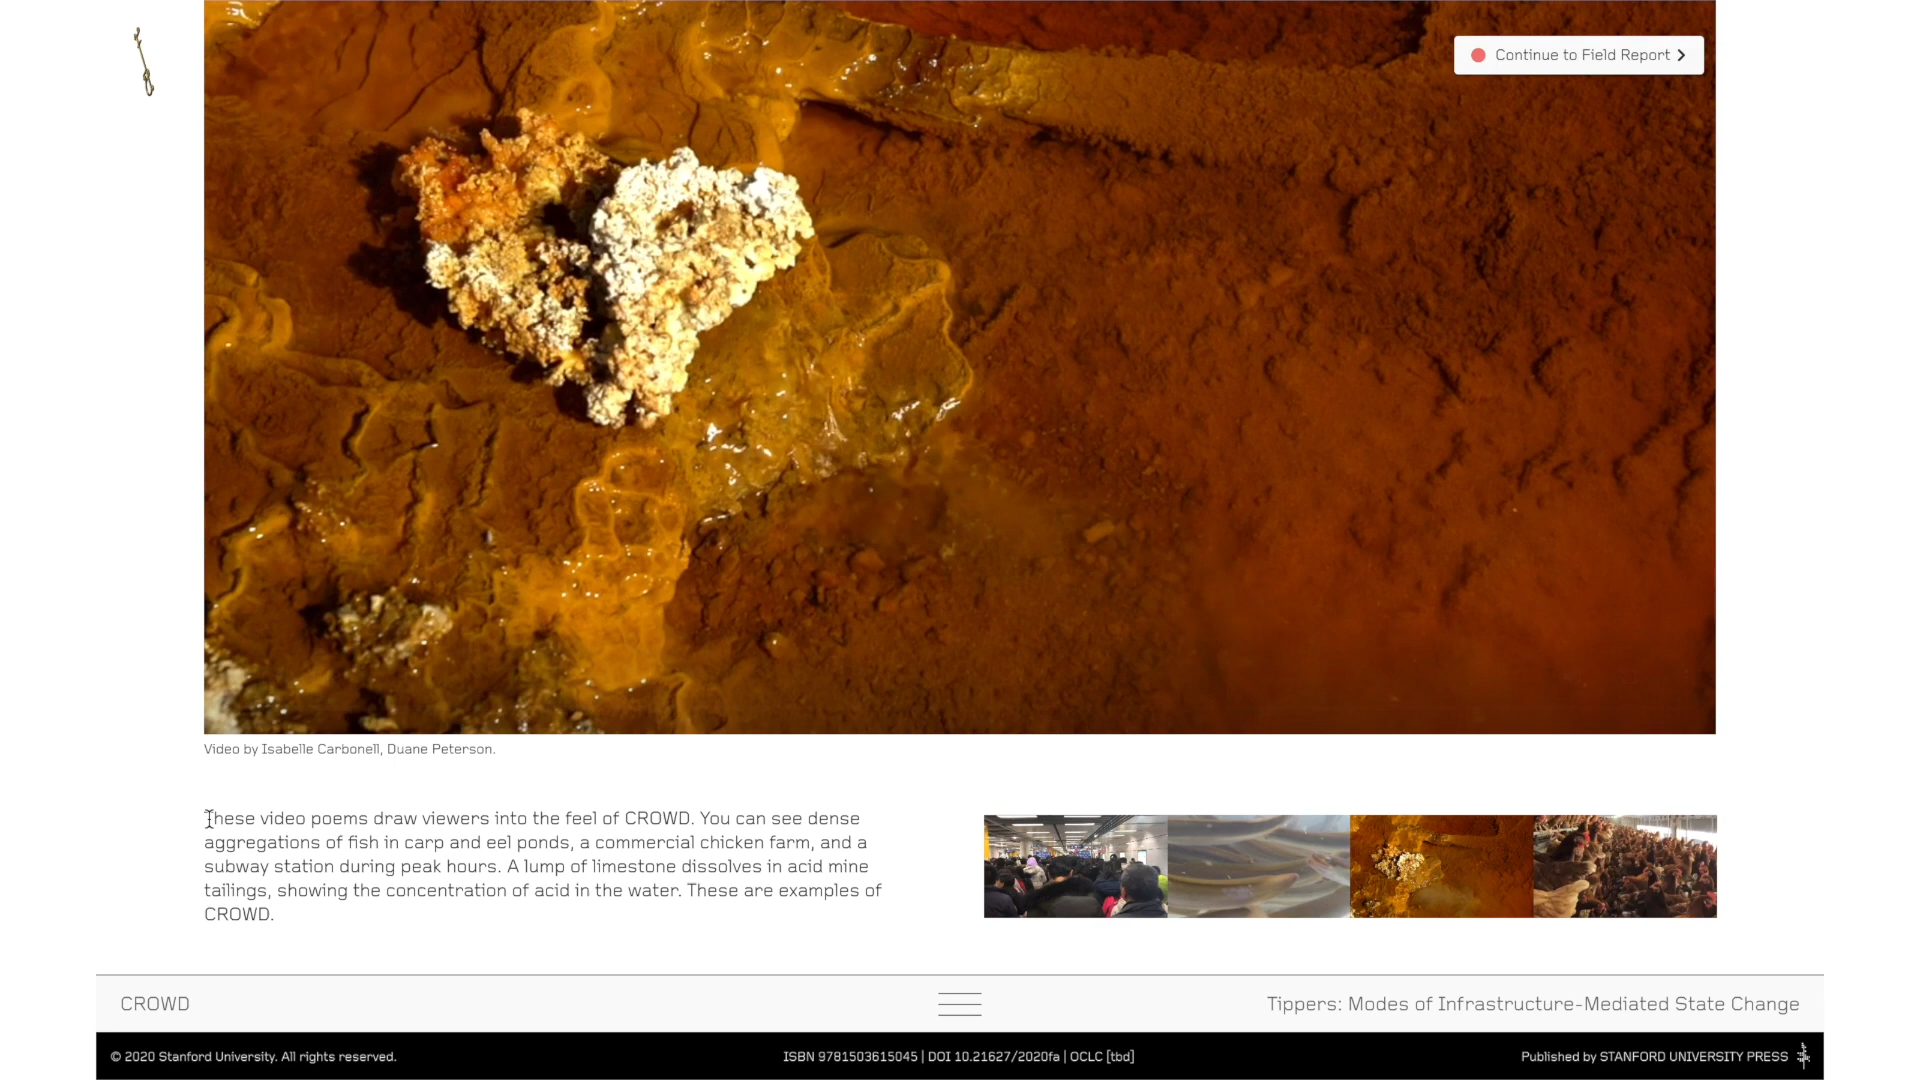 Continue to Field Report
Video by Isabelle Carbonell, Duane Peterson.
These video poems draw viewers into the feel of CROWD. You can see dense
aggregations of fish in carp and eel ponds, a commercial chicken farm, and a
subway station during peak hours. A lump of limestone dissolves in acid mine
tailings, showing the concentration of acid in the water. These are examples of
CROWD.
CROWD
Tippers: Modes of Infrastructure-Mediated State Change
© 2020 Stanford University. All rights reserved.
ISBN 9781503615045 | DOI 10.21627/2020fa | OCLC [tbd]
Published by STANFORD UNIVERSITY PRESS